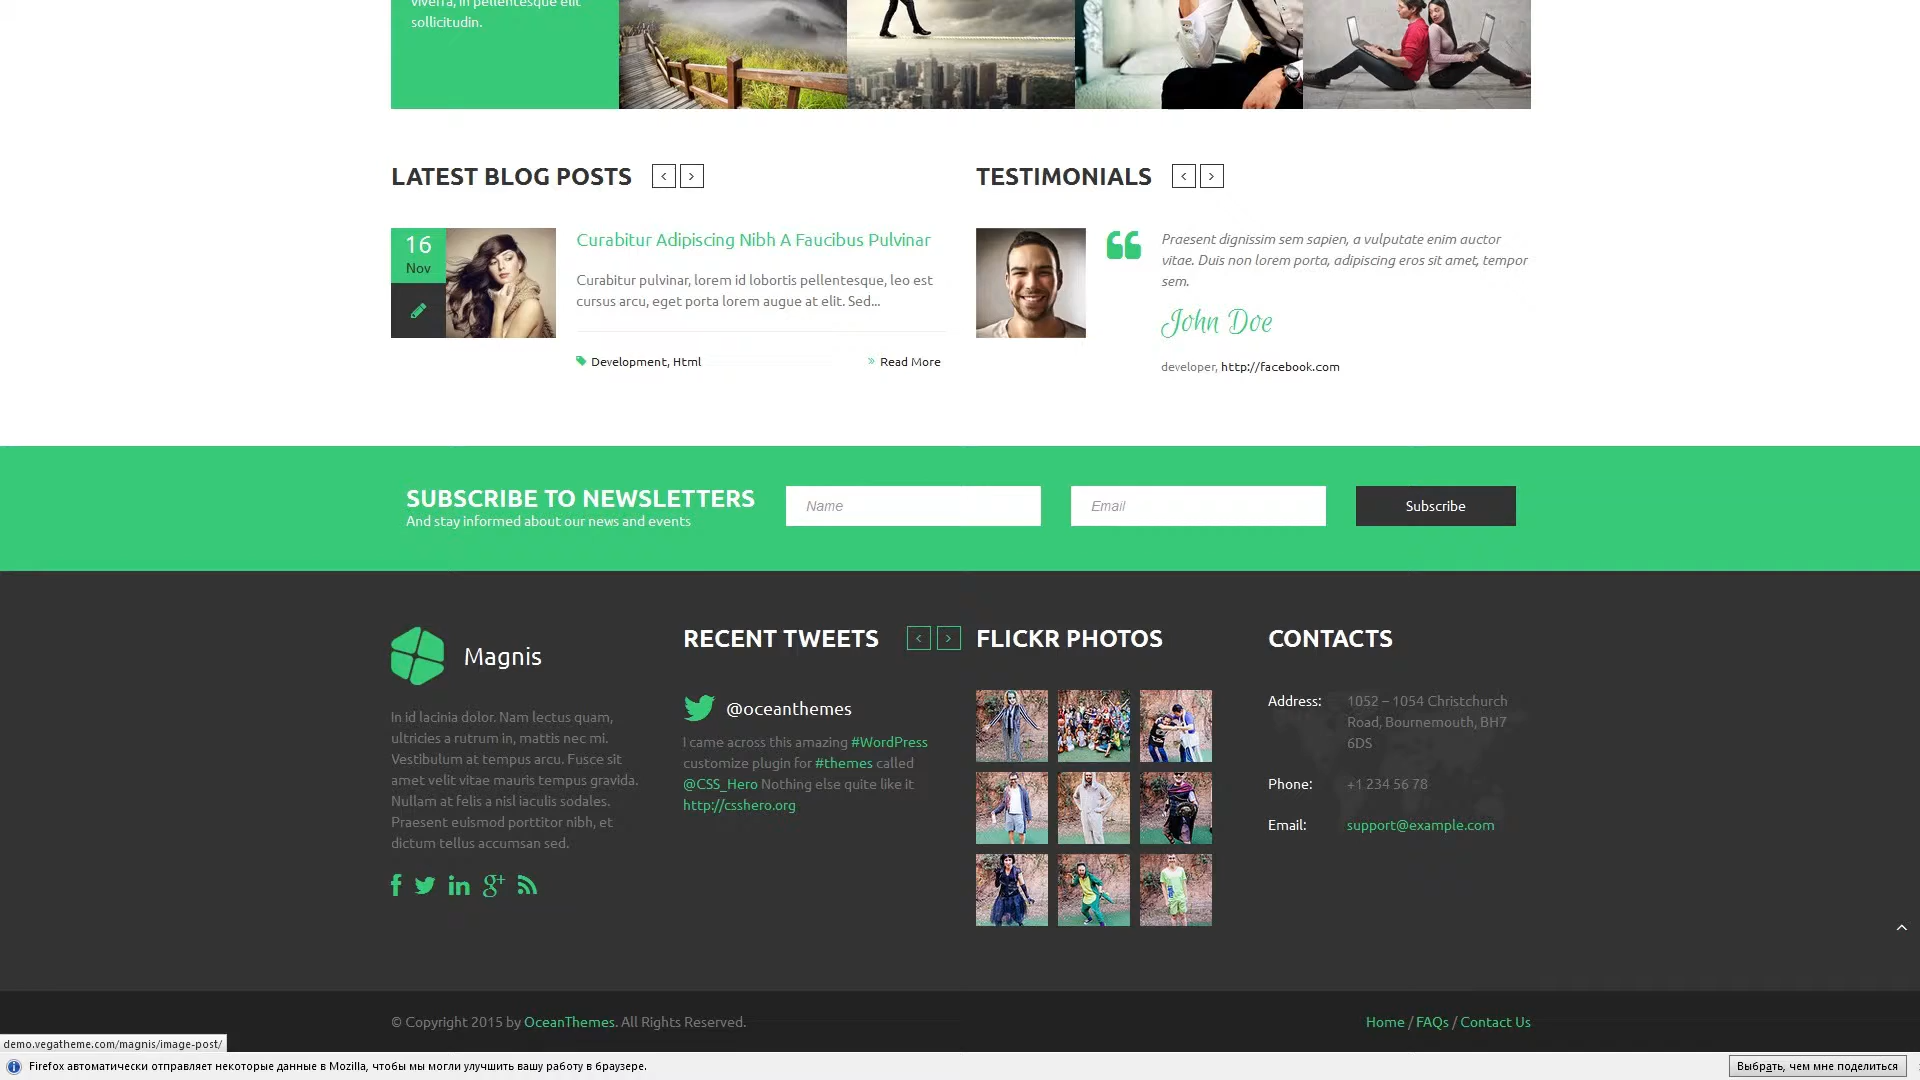 viverra, in pellentesque elit
sollicitudin.
LATEST BLOG POSTS
TESTIMONIALS
16
Nov
Curabitur Adipiscing Nibh A Faucibus Pulvinar
Curabitur pulvinar, lorem id lobortis pellentesque, leo est
cursus arcu, eget porta lorem augue at elit. Sed...
Development, Html
Read More
Praesent dignissim sem sapien, a vulputate enim auctor
vitae. Duis non lorem porta, adipiscing eros sit amet, tempor
sem.
John Doe
developer, http://facebook.com
SUBSCRIBE TO NEWSLETTERS
And stay informed about our news and events
Name
Email
Subscribe
Magnis
In id lacinia dolor. Nam lectus quam,
ultricies a rutrum in, mattis nec mi.
Vestibulum at tempus arcu. Fusce sit
amet velit vitae mauris tempus gravida.
Nullam at felis a nisl iaculis sodales.
Praesent euismod porttitor nibh, et
dictum tellus accumsan sed.
RECENT TWEETS
@oceanthemes
I came across this amazing #WordPress
customize plugin for #themes called
@CSS_Hero Nothing else quite like it
http://csshero.org
FLICKR PHOTOS
CONTACTS
Address: 1052 – 1054 Christchurch
Road, Bournemouth, BH7
6DS
Phone: +1 234 56 78
Email: support@example.com
© Copyright 2015 by OceanThemes. All Rights Reserved.
Home / FAQs / Contact Us
demo.vegatheme.com/magnis/image-post/
Firefox автоматически отправляет некоторые данные в Mozilla, чтобы мы могли улучшить вашу работу в браузере.
Выбрать, чем мне поделиться